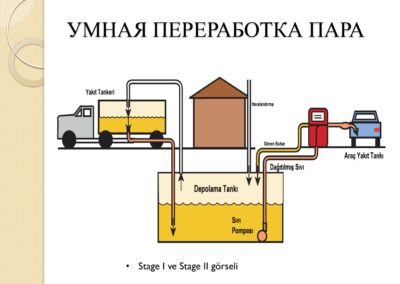 УМНАЯ ПЕРЕРАБОТКА ПАРА
Yakıt Tankeri
Havalandırma
Dönen Buhar
Dağıtılmış Sıvı
Araç Yakıt Tankı
Depolama Tankı
Sıvı
Pompası
• Stage I ve Stage II görseli